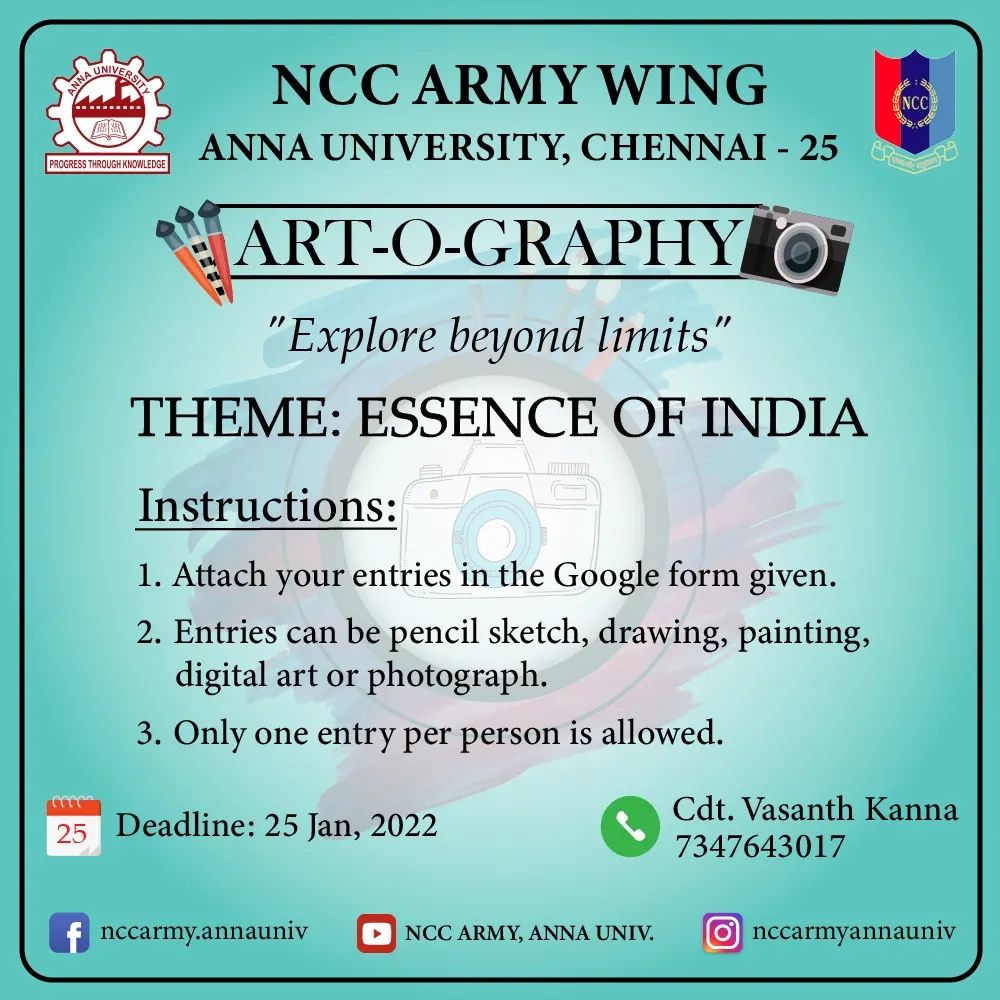 ANNA UNIVERSITY
PROGRESS THROUGH KNOWLEDGE
NCC ARMY WING
ANNA UNIVERSITY, CHENNAI - 25
NCC
ART-O-GRAPHY
"Explore beyond limits"
THEME: ESSENCE OF INDIA
Instructions:
1. Attach your entries in the Google form given.
2. Entries can be pencil sketch, drawing, painting,
digital art or photograph.
3. Only one entry per person is allowed.
25
Deadline: 25 Jan, 2022
Cdt. Vasanth Kanna
7347643017
nccarmy.annauniv
NCC ARMY, ANNA UNIV.
nccarmyannauniv